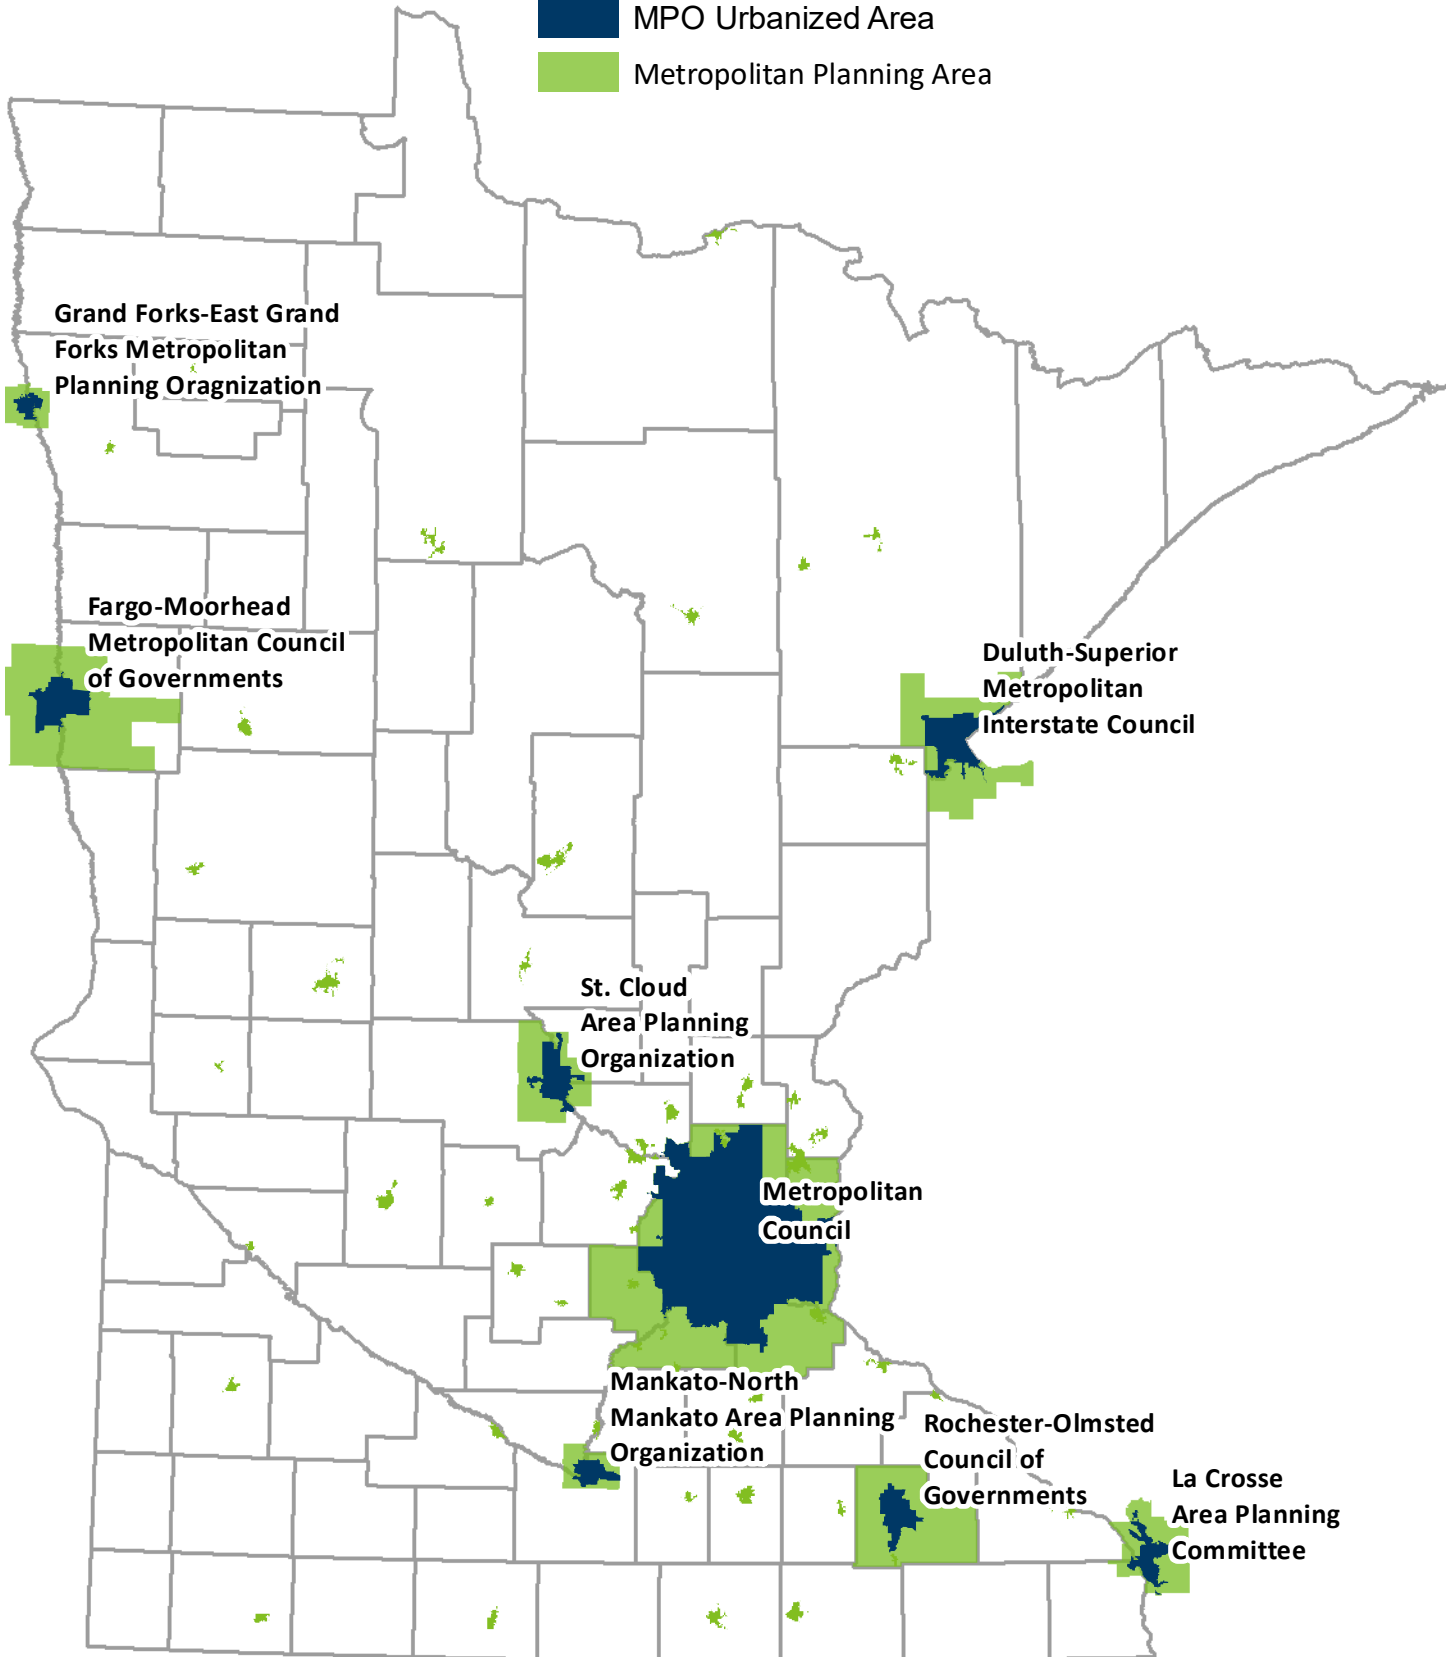 MPO Urbanized Area
Metropolitan Planning Area
Grand Forks-East Grand
Forks Metropolitan
Planning Oragnization
Fargo-Moorhead
Metropolitan Council
of Governments
Duluth-Superior
Metropolitan
Interstate Council
St. Cloud
Area Planning
Organization
Metropolitan
Council
Mankato-North
Mankato Area Planning
Organization
Rochester-Olmsted
Council of
Governments
La Crosse
Area Planning
Committee